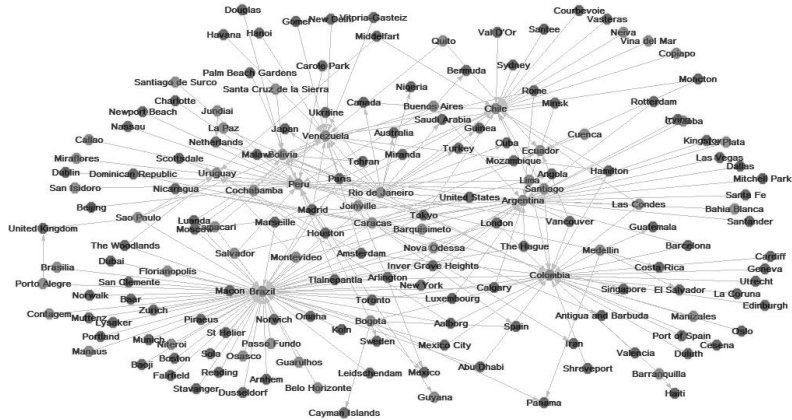 Douglas
Gomel
New Delhi
Vitoria-Gasteiz
Courbevoie
Vasteras
Havana
Hanoi
Middelfart
Quito
Val D'Or
Santee
Neiva
Vina del Mar
Copiapo
Carole Park
Sydney
Palm Beach Gardens
Bermuda
Moncton
Santiago de Surco
Santa Cruz de la Sierra
Nigeria
Rome
Charlotte
Canada
Buenos Aires
Chile
Minsk
Rotterdam
Newport Beach
Jundiai
Ukraine
Saudi Arabia
Nassau
La Paz
Japan
Venezuela
Australia
Guinea
Cuenca
Kingston
La Plata
Callao
Netherlands
Cuba
Ecuador
Miraflores
Scottsdale
Malawi
Bolivia
Tehran
Miranda
Turkey
Mozambique
Las Vegas
Dallas
Dublin
Dominican Republic
Uruguay
Paris
Lima
Angola
Hamilton
Mitchell Park
San Isidoro
Nicaragua
Cochabamba
Peru
Rio de Janeiro
United States
Santiago
Santa Fe
Beijing
Joinville
Madrid
Argentina
Las Condes
Bahia Blanca
Sao Paulo
Luanda
Marseille
Caracas
Tokyo
London
Vancouver
Santander
United Kingdom
Moscow
Camacari
Houston
Barquisimeto
Guatemala
The Woodlands
Salvador
Montevideo
Amsterdam
Nova Odessa
The Hague
Medellin
Barcelona
Dubai
Cardiff
Brasilia
Florianopolis
Inver Grove Heights
Colombia
Costa Rica
Geneva
Porto Alegre
San Clemente
Tlalnepantla
Arlington
Calgary
Utrecht
Norwalk
Baar
Macon
Brazil
New York
Singapore
El Salvador
La Coruna
Toronto
Luxembourg
Edinburgh
Contagem
Muttenz
Zurich
Antigua and Barbuda
Manizales
Lysaker
Piraeus
Norwich
Omaha
Bogota
Aalborg
Spain
Oslo
Portland
Munich
St Helier
Koln
Port of Spain
Manaus
Niteroi
Passo Fundo
Sweden
Mexico City
Iran
Cesena
Boston
Sola
Osasco
Valencia
Duluth
Baoji
Guarulhos
Abu Dhabi
Shreveport
Fairfield
Reading
Leidschendam
Mexico
Barranquilla
Stavanger
Arnhem
Belo Horizonte
Dusseldorf
Guyana
Panama
Haiti
Cayman Islands